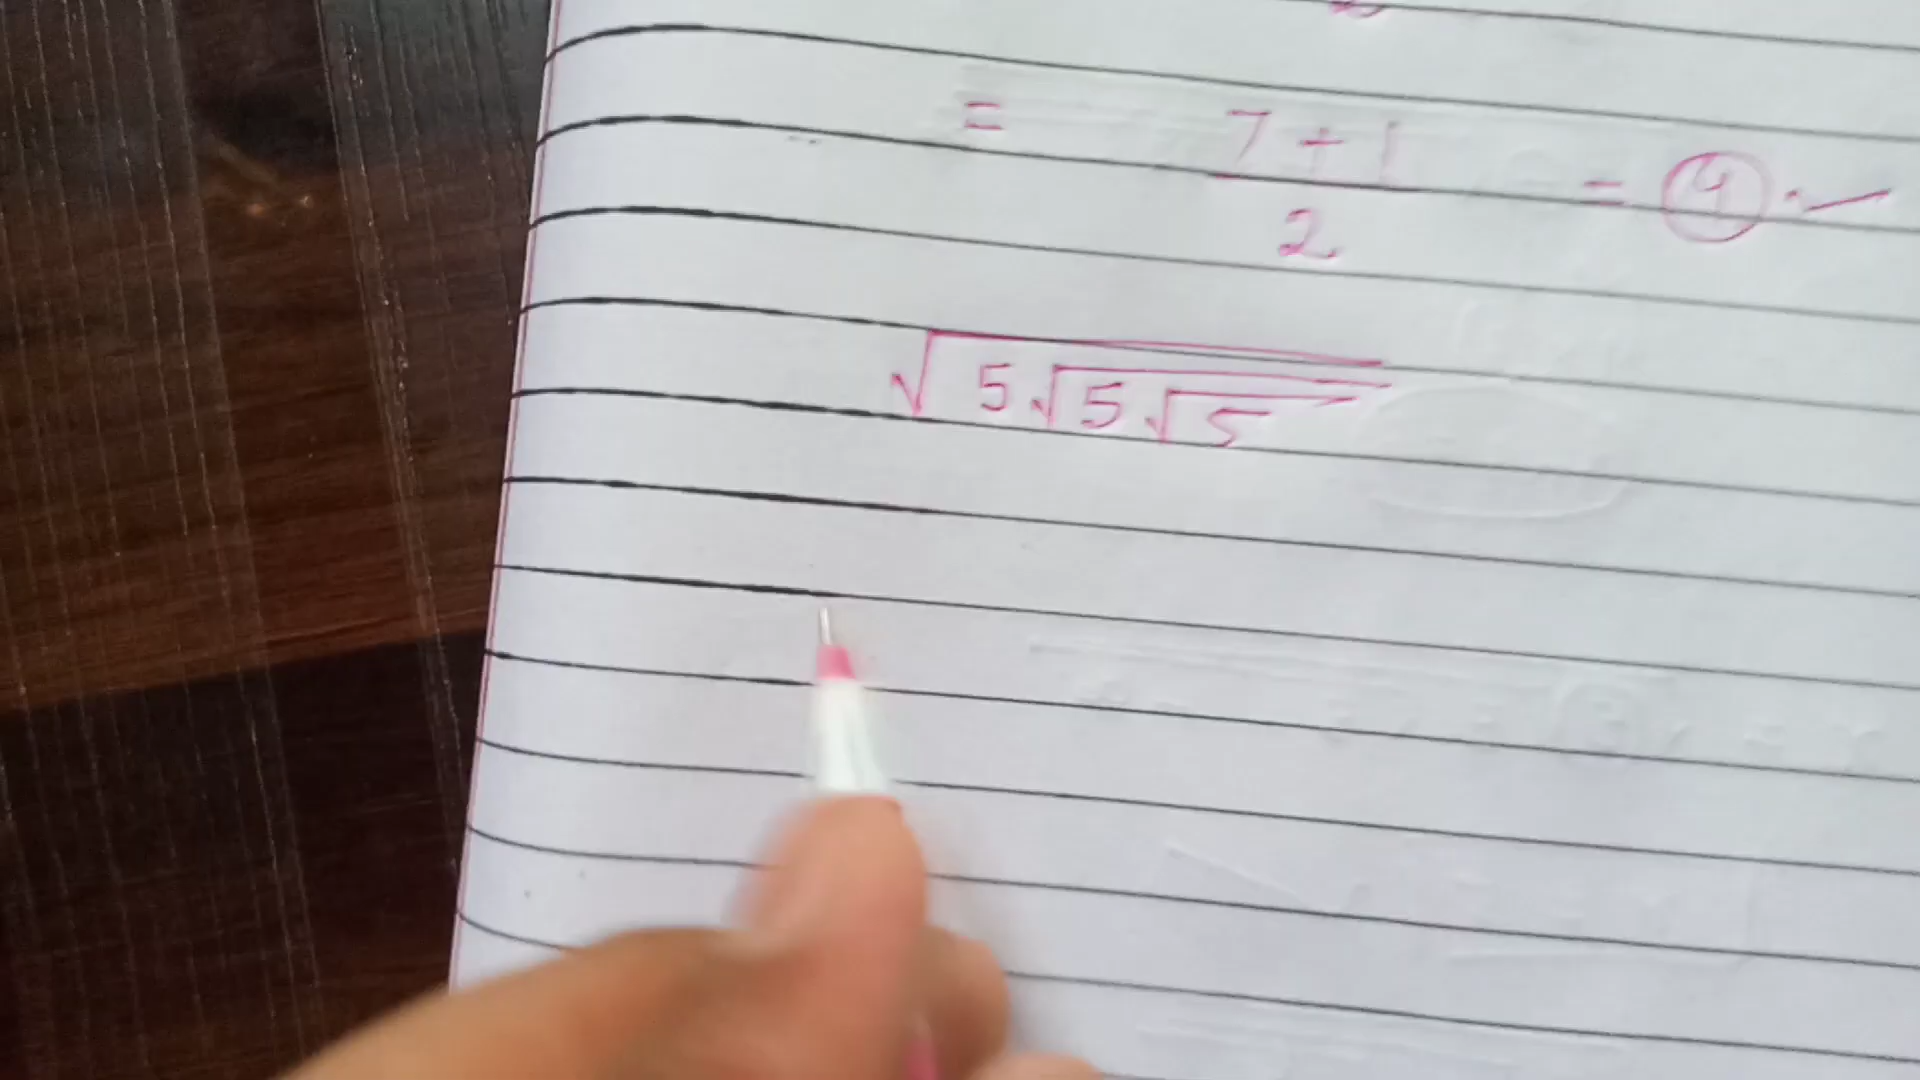 = 7 + 1 / 2 = 4
√5√5√5